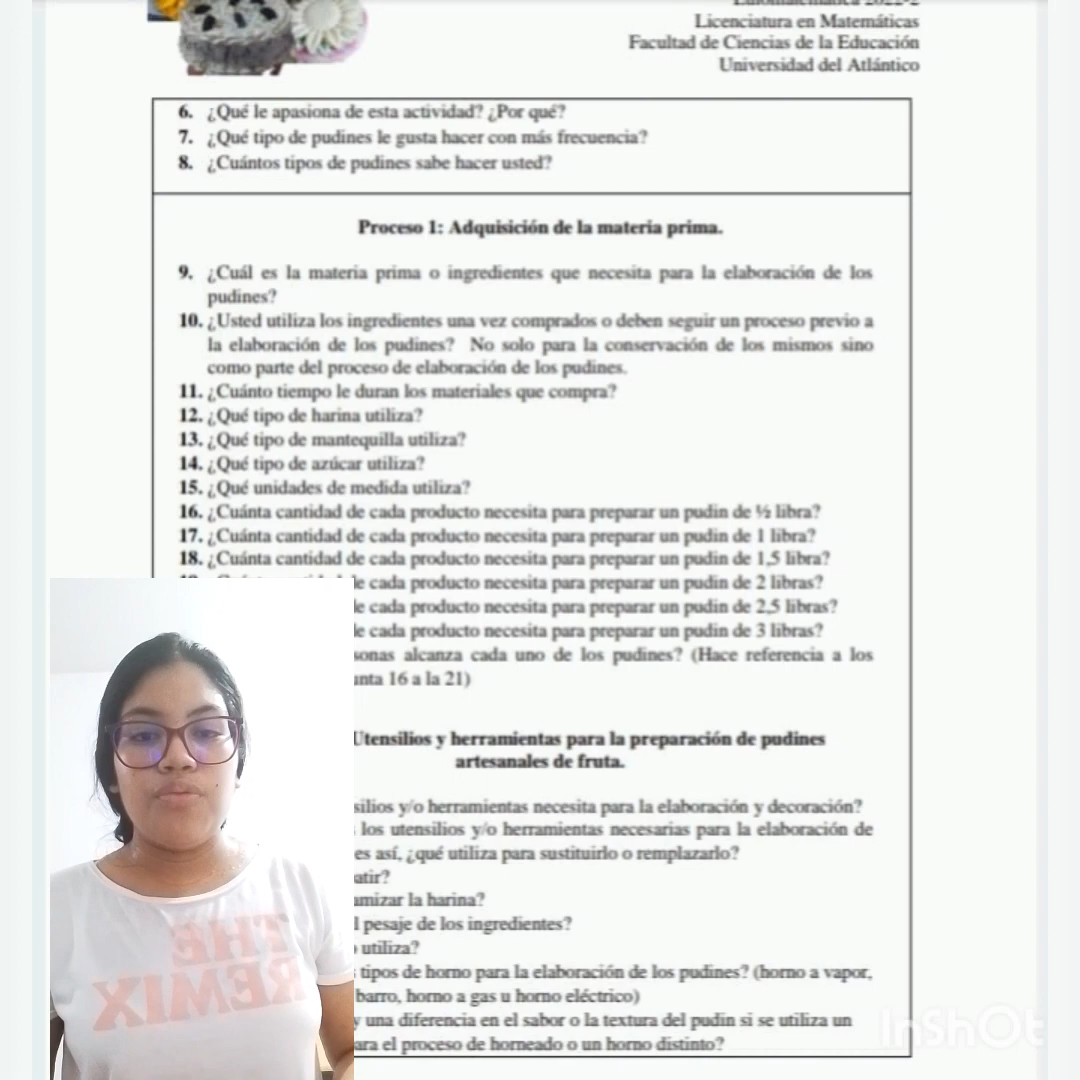 Licenciatura en Matemáticas
Facultad de Ciencias de la Educación
Universidad del Atlántico
6. ¿Qué le apasiona de esta actividad? ¿Por qué?
7. ¿Qué tipo de pudines le gusta hacer con más frecuencia?
8. ¿Cuántos tipos de pudines sabe hacer usted?
Proceso 1: Adquisición de la materia prima.
9. ¿Cuál es la materia prima o ingredientes que necesita para la elaboración de los
pudines?
10. ¿Usted utiliza los ingredientes una vez comprados o deben seguir un proceso previo a
la elaboración de los pudines? No solo para la conservación de los mismos sino
como parte del proceso de elaboración de los pudines.
11. ¿Cuánto tiempo le duran los materiales que compra?
12. ¿Qué tipo de harina utiliza?
13. ¿Qué tipo de mantequilla utiliza?
14. ¿Qué tipo de azúcar utiliza?
15. ¿Qué unidades de medida utiliza?
16. ¿Cuánta cantidad de cada producto necesita para preparar un pudin de ½ libra?
17. ¿Cuánta cantidad de cada producto necesita para preparar un pudin de 1 libra?
18. ¿Cuánta cantidad de cada producto necesita para preparar un pudin de 1,5 libra?
de cada producto necesita para preparar un pudin de 2 libras?
de cada producto necesita para preparar un pudin de 2,5 libras?
de cada producto necesita para preparar un pudin de 3 libras?
sonas alcanza cada uno de los pudines? (Hace referencia a los
unta 16 a la 21)
Utensilios y herramientas para la preparación de pudines
artesanales de fruta.
silios y/o herramientas necesita para la elaboración y decoración?
los utensilios y/o herramientas necesarias para la elaboración de
es así, ¿qué utiliza para sustituirlo o remplazarlo?
atir?
amizar la harina?
l pesaje de los ingredientes?
utiliza?
tipos de horno para la elaboración de los pudines? (horno a vapor,
barro, horno a gas u horno eléctrico)
y una diferencia en el sabor o la textura del pudin si se utiliza un
ara el proceso de horneado o un horno distinto?
THE
REMIX
InShOt